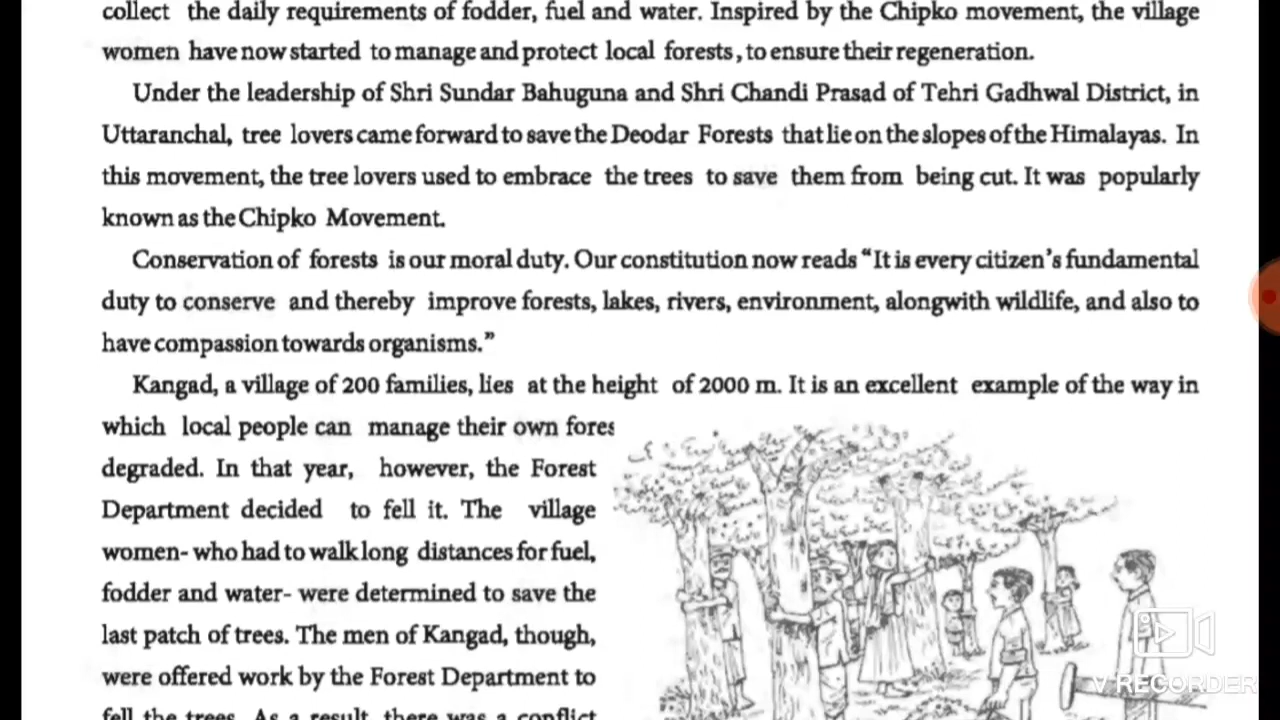 collect the daily requirements of fodder, fuel and water. Inspired by the Chipko movement, the village
women have now started to manage and protect local forests, to ensure their regeneration.
Under the leadership of Shri Sundar Bahuguna and Shri Chandi Prasad of Tehri Gadhwal District, in
Uttaranchal, tree lovers came forward to save the Deodar Forests that lie on the slopes of the Himalayas. In
this movement, the tree lovers used to embrace the trees to save them from being cut. It was popularly
known as the Chipko Movement.
Conservation of forests is our moral duty. Our constitution now reads “It is every citizen’s fundamental
duty to conserve and thereby improve forests, lakes, rivers, environment, alongwith wildlife, and also to
have compassion towards organisms.”
Kangad, a village of 200 families, lies at the height of 2000 m. It is an excellent example of the way in
which local people can manage their own fores
degraded. In that year, however, the Forest
Department decided to fell it. The village
women- who had to walk long distances for fuel,
fodder and water- were determined to save the
last patch of trees. The men of Kangad, though,
were offered work by the Forest Department to
fell the trees. As a result, there was a conflict
V RECORDER